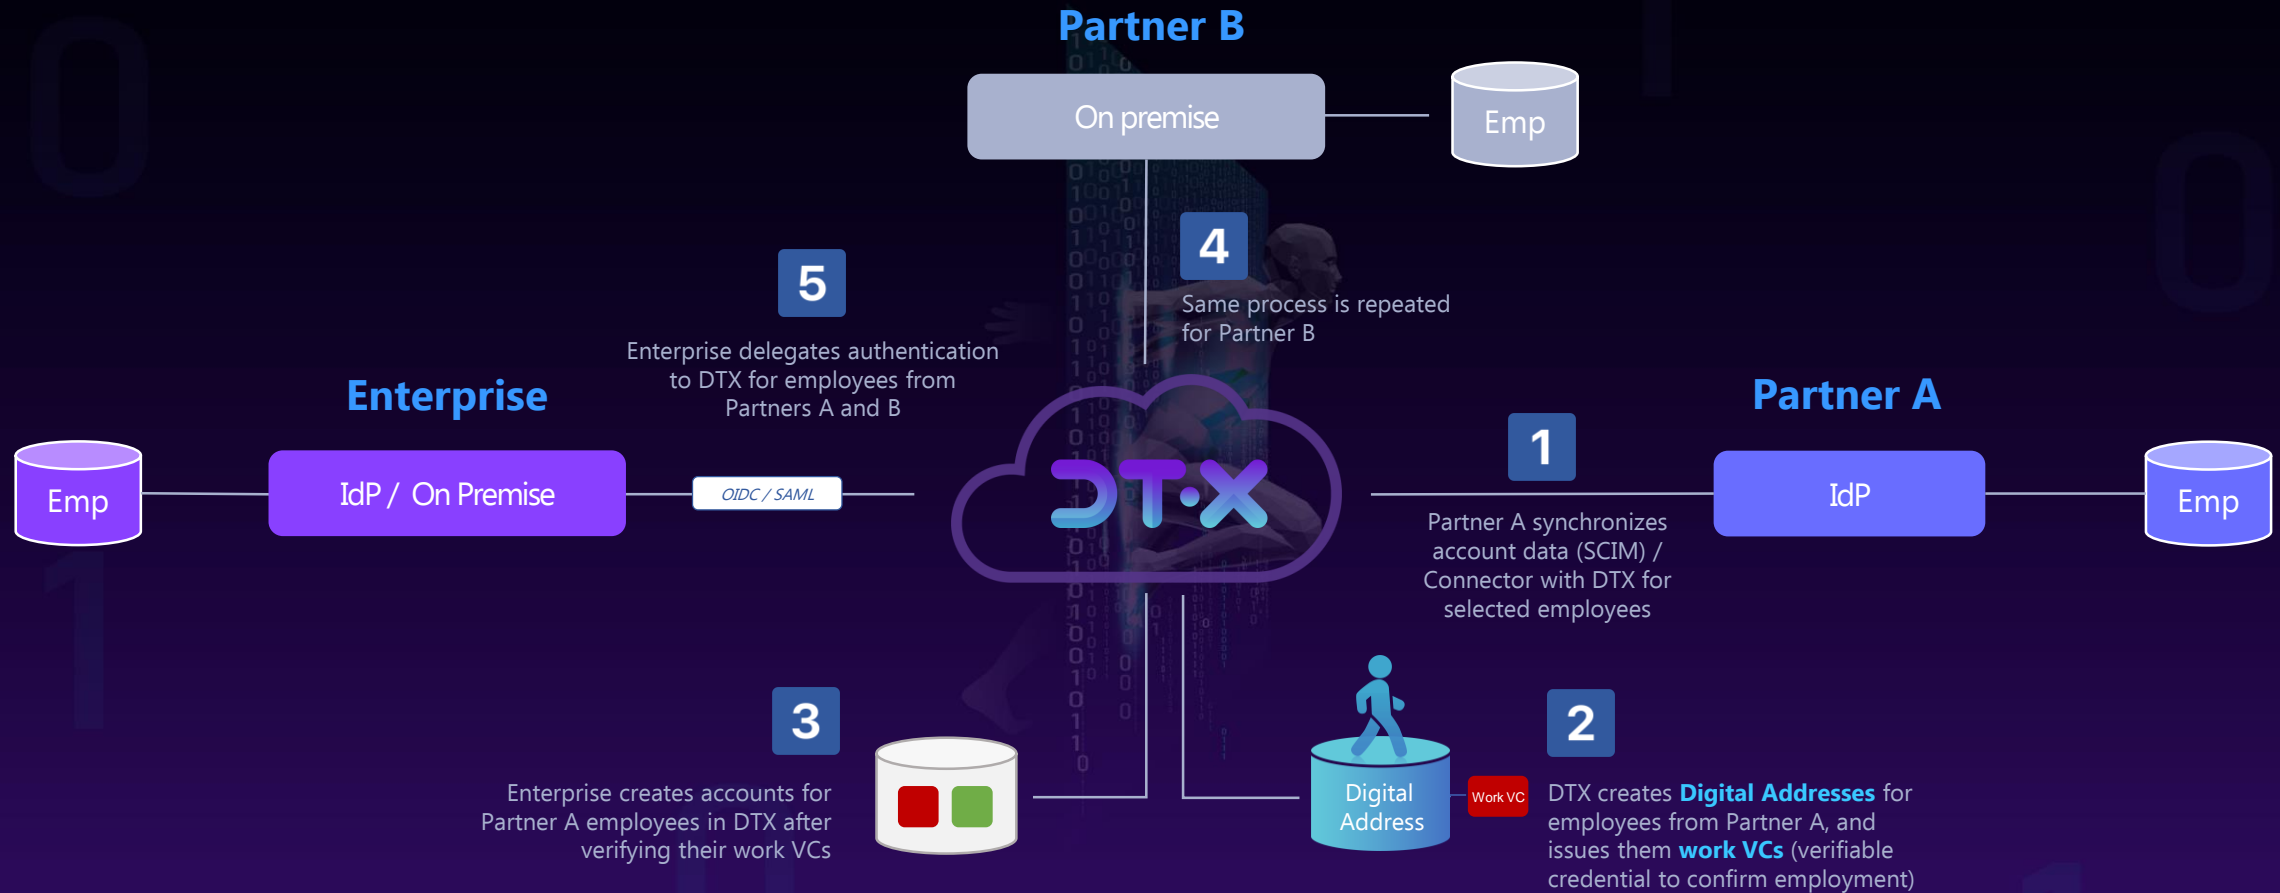 Partner B
On premise
Emp
4
Same process is repeated
for Partner B
5
Enterprise delegates authentication
to DTX for employees from
Partners A and B
Enterprise
Emp
IdP / On Premise
OIDC / SAML
DT·X
Partner A
1
IdP
Emp
Partner A synchronizes
account data (SCIM) /
Connector with DTX for
selected employees
3
Enterprise creates accounts for
Partner A employees in DTX after
verifying their work VCs
Digital
Address
Work VC
2
DTX creates Digital Addresses for
employees from Partner A, and
issues them work VCs (verifiable
credential to confirm employment)